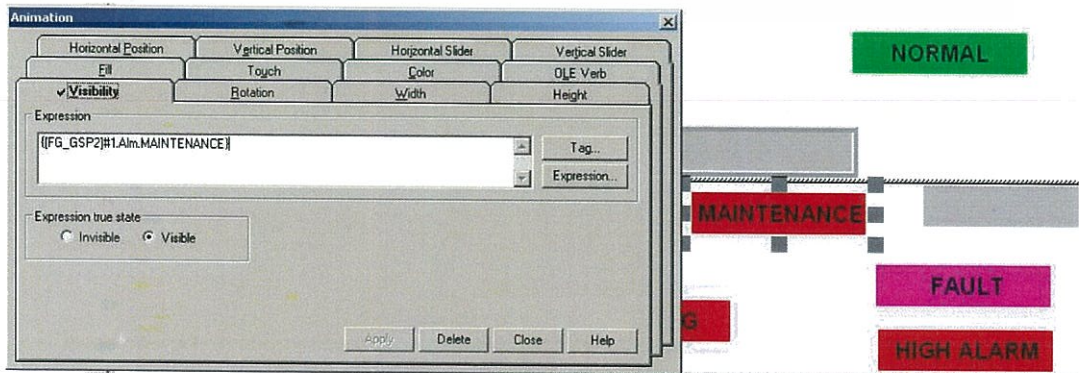 Animation
Horizontal Position
Vertical Position
Horizontal Slider
Vertical Slider
Fill
Touch
Color
OLE Verb
Visibility
Rotation
Width
Height
Expression
{[FG_GSP2]#1.Alm.MAINTENANCE}
Tag...
Expression...
Expression true state
Invisible
Visible
Apply
Delete
Close
Help
NORMAL
MAINTENANCE
FAULT
G
HIGH ALARM